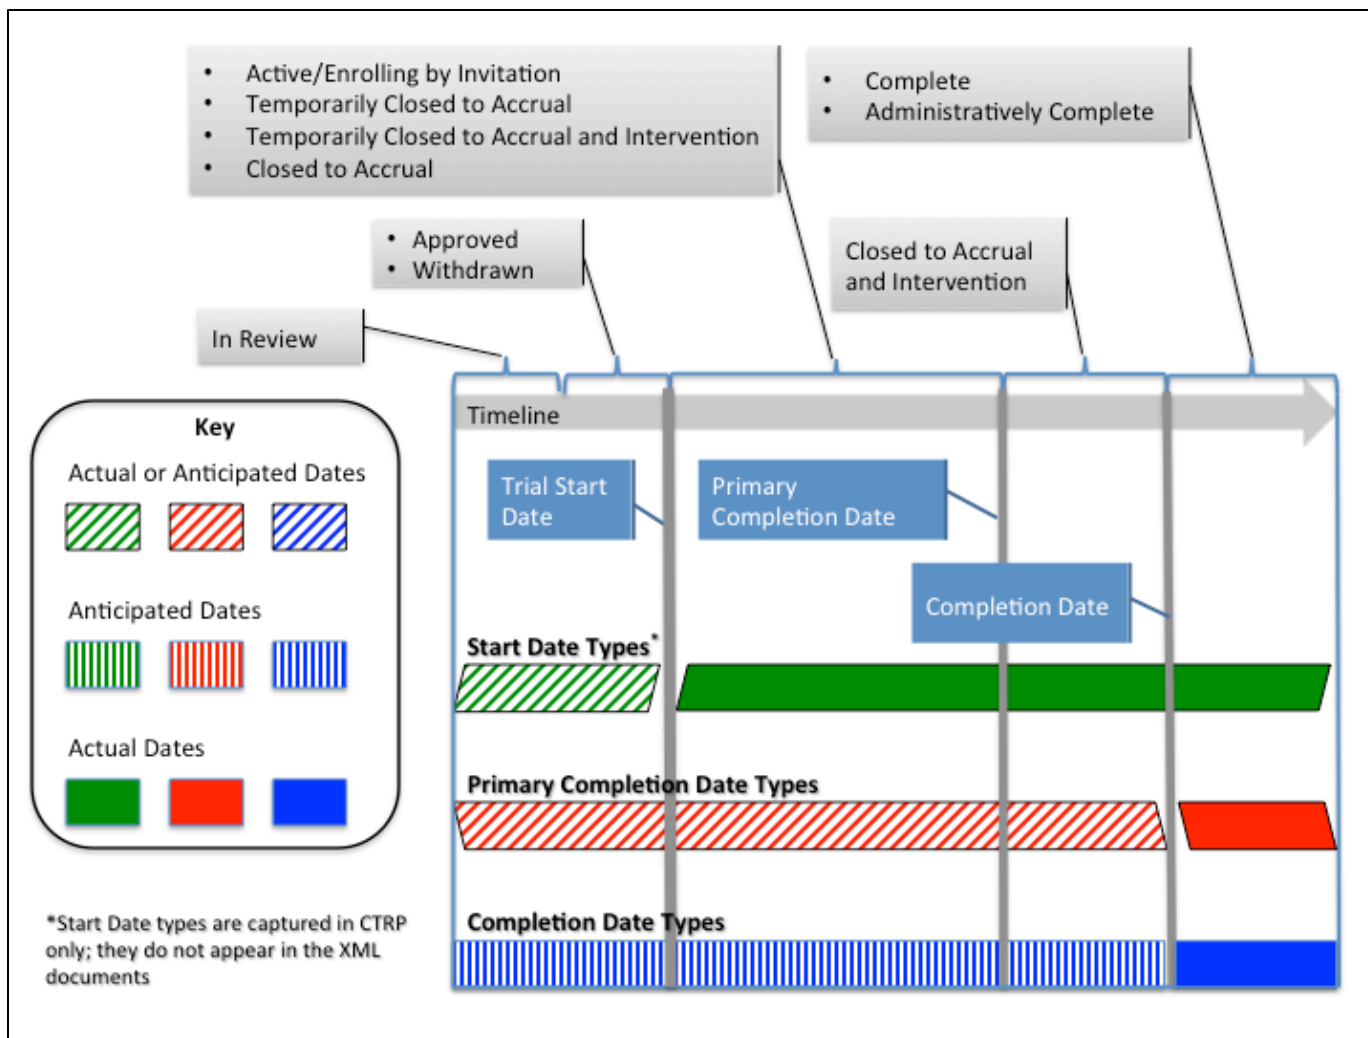 • Active/Enrolling by Invitation
• Temporarily Closed to Accrual
• Temporarily Closed to Accrual and Intervention
• Closed to Accrual
• Complete
• Administratively Complete
• Approved
• Withdrawn
Closed to Accrual
and Intervention
In Review
Timeline
Trial Start
Date
Primary
Completion Date
Completion Date
Key
Actual or Anticipated Dates
Anticipated Dates
Actual Dates
Start Date Types*
Primary Completion Date Types
Completion Date Types
*Start Date types are captured in CTRP
only; they do not appear in the XML
documents